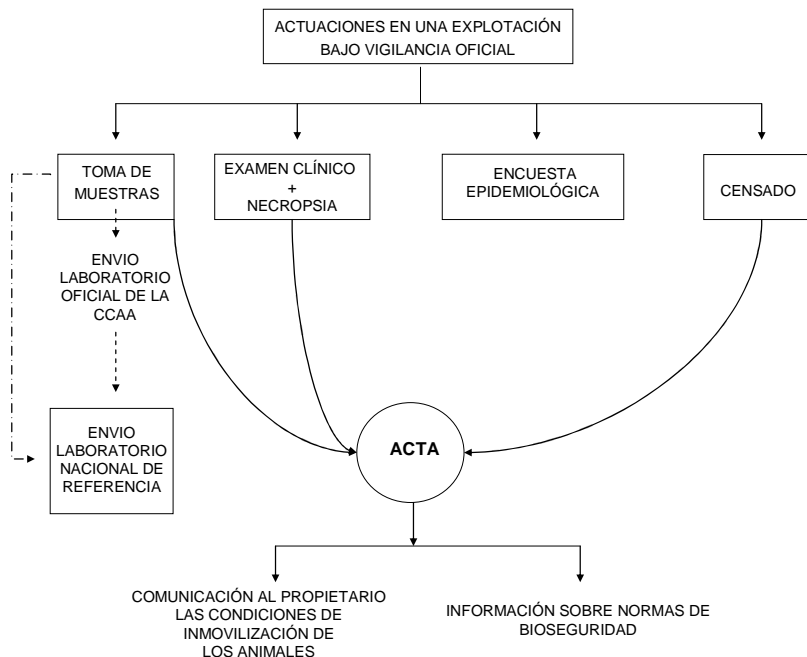 ACTUACIONES EN UNA EXPLOTACIÓN
BAJO VIGILANCIA OFICIAL
TOMA DE
MUESTRAS
EXAMEN CLÍNICO
+
NECROPSIA
ENCUESTA
EPIDEMIOLÓGICA
CENSADO
ENVIO
LABORATORIO
OFICIAL DE LA
CCAA
ENVIO
LABORATORIO
NACIONAL DE
REFERENCIA
ACTA
COMUNICACIÓN AL PROPIETARIO
LAS CONDICIONES DE
INMOVILIZACIÓN DE
LOS ANIMALES
INFORMACIÓN SOBRE NORMAS DE
BIOSEGURIDAD